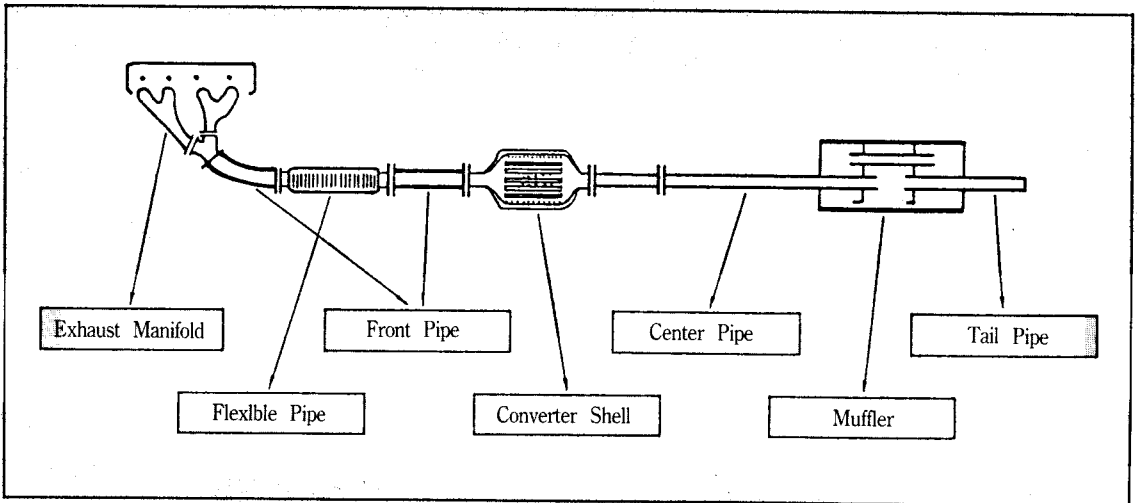 Exhaust Manifold
Front Pipe
Center Pipe
Tail Pipe
Flexlble Pipe
Converter Shell
Muffler